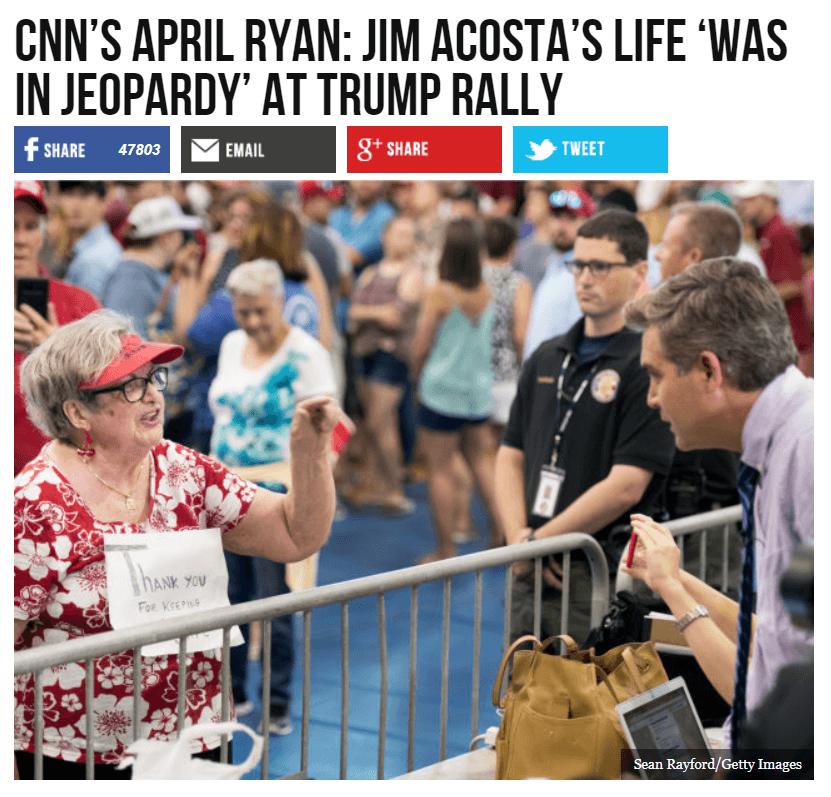 CNN'S APRIL RYAN: JIM ACOSTA'S LIFE ‘WAS
IN JEOPARDY’ AT TRUMP RALLY
f SHARE 47803 EMAIL g+ SHARE TWEET
THANK YOU
FOR KEEPING
Sean Rayford/Getty Images